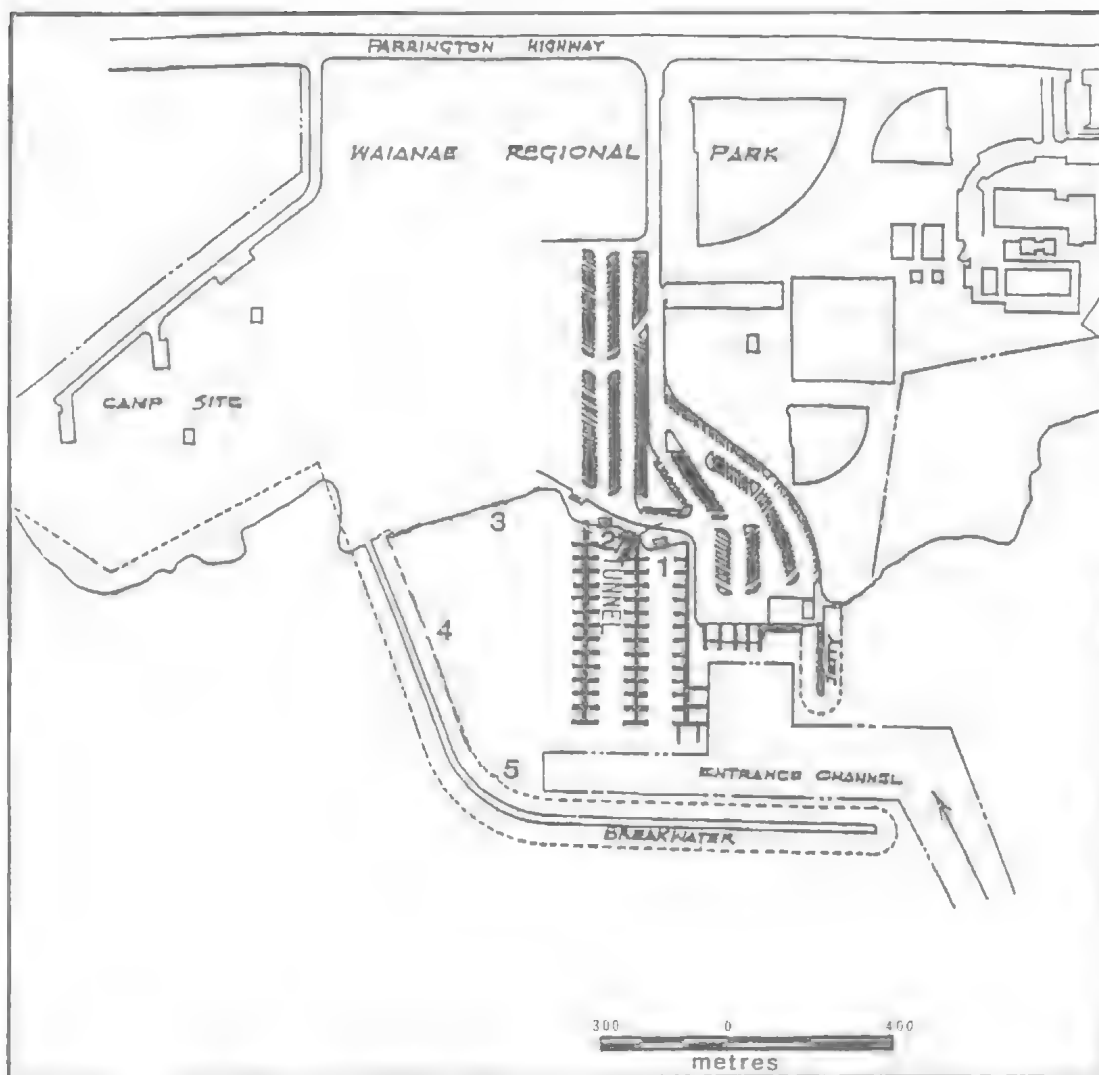 FARRINGTON HIGHWAY
WAIANAE REGIONAL PARK
CAMP SITE
3
2
1
TUNNEL
4
JETTY
5
ENTRANCE CHANNEL
BREAKWATER
300 0 400
metres